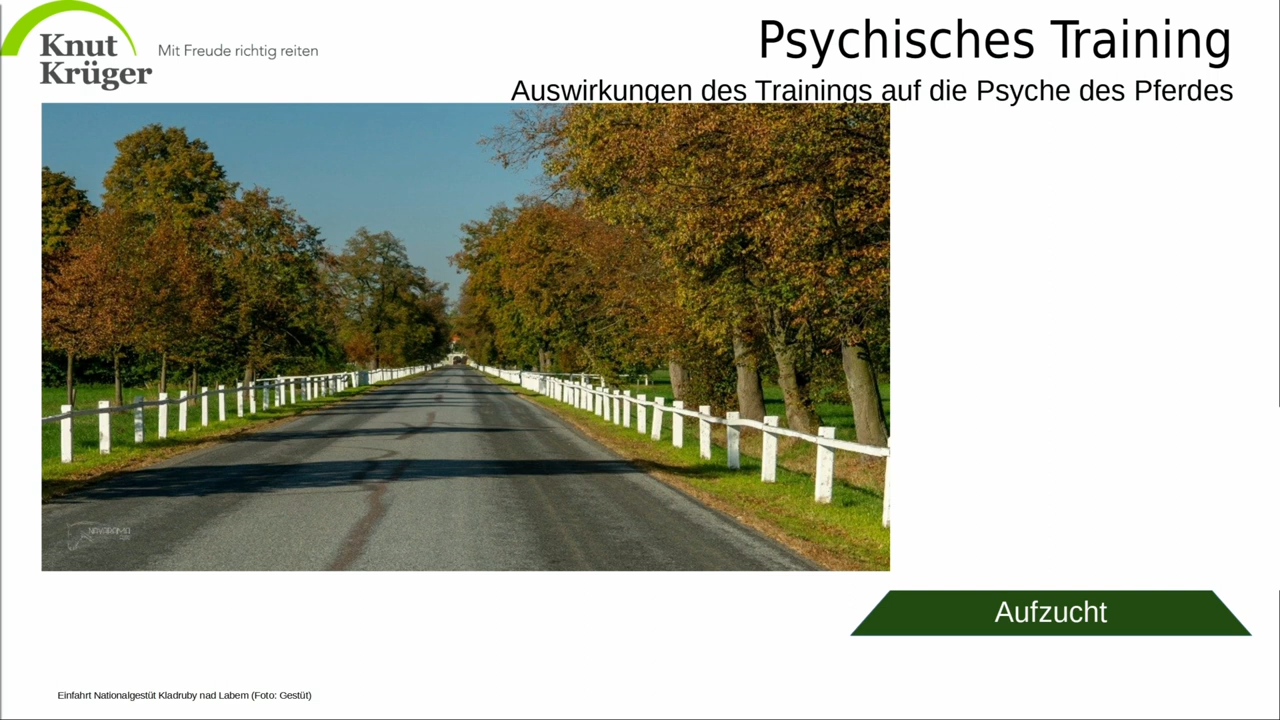 Knut
Krüger
Mit Freude richtig reiten
Psychisches Training
Auswirkungen des Trainings auf die Psyche des Pferdes
Aufzucht
Einfahrt Nationalgestüt Kladruby nad Labem (Foto: Gestüt)